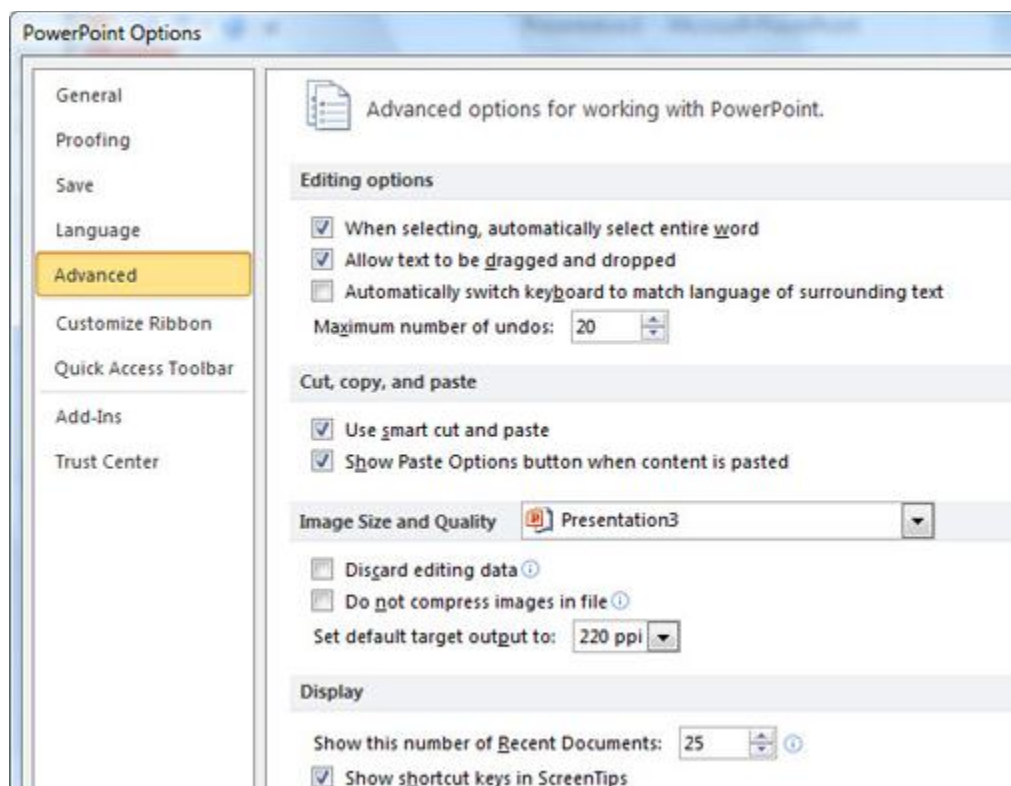 PowerPoint Options
General
Proofing
Save
Language
Advanced
Customize Ribbon
Quick Access Toolbar
Add-Ins
Trust Center
Advanced options for working with PowerPoint.
Editing options
When selecting, automatically select entire word
Allow text to be dragged and dropped
Automatically switch keyboard to match language of surrounding text
Maximum number of undos: 20
Cut, copy, and paste
Use smart cut and paste
Show Paste Options button when content is pasted
Image Size and Quality Presentation3
Discard editing data
Do not compress images in file
Set default target output to: 220 ppi
Display
Show this number of Recent Documents: 25
Show shortcut keys in ScreenTips